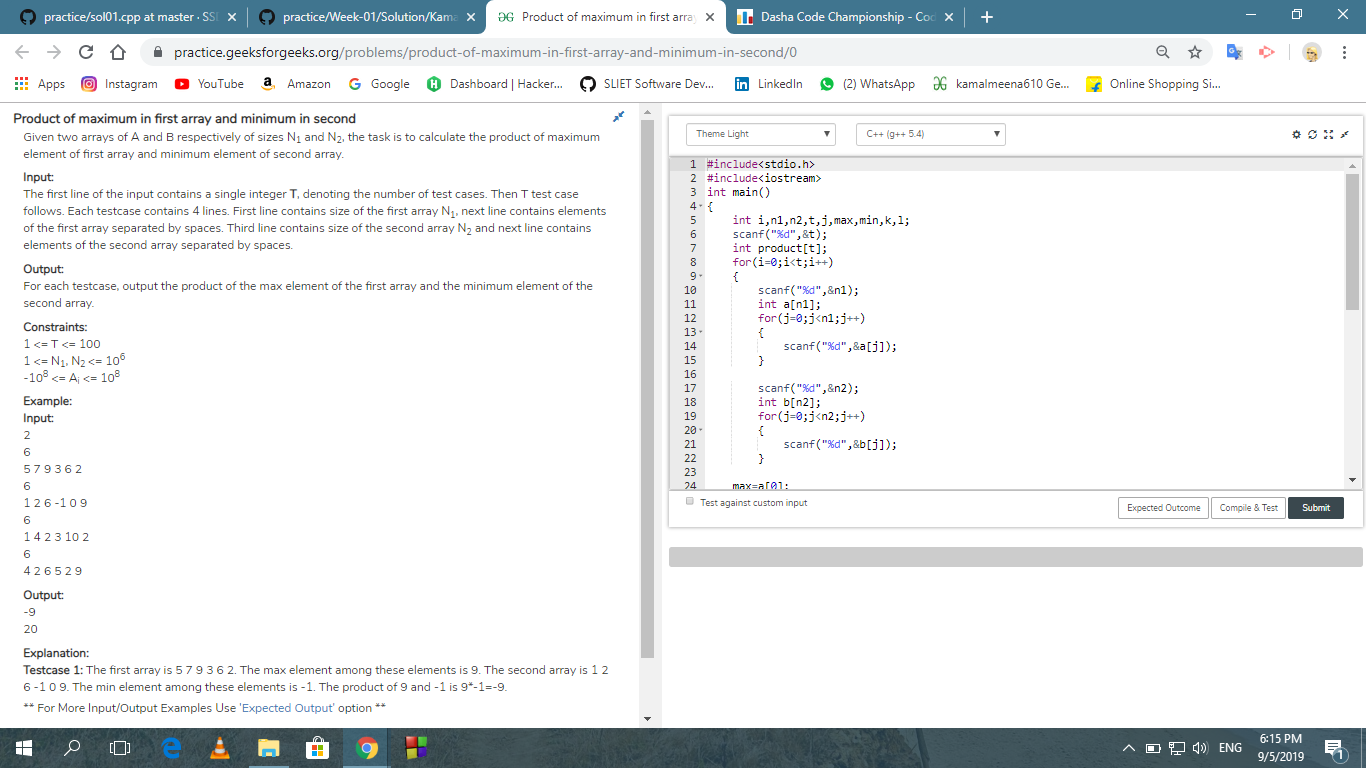 practice/sol01.cpp at master · SSL
practice/Week-01/Solution/Kama
Product of maximum in first array
Dasha Code Championship - Cod
practice.geeksforgeeks.org/problems/product-of-maximum-in-first-array-and-minimum-in-second/0
Apps Instagram YouTube Amazon Google Dashboard | Hacker... SLIET Software Dev... LinkedIn (2) WhatsApp kamalmeena610 Ge... Online Shopping Si...
Product of maximum in first array and minimum in second
Given two arrays of A and B respectively of sizes N1 and N2, the task is to calculate the product of maximum
element of first array and minimum element of second array.
Input:
The first line of the input contains a single integer T, denoting the number of test cases. Then T test case
follows. Each testcase contains 4 lines. First line contains size of the first array N1, next line contains elements
of the first array separated by spaces. Third line contains size of the second array N2 and next line contains
elements of the second array separated by spaces.
Output:
For each testcase, output the product of the max element of the first array and the minimum element of the
second array.
Constraints:
1 <= T <= 100
1 <= N1, N2 <= 10^6
-10^8 <= Ai <= 10^8
Example:
Input:
2
6
5 7 9 3 6 2
6
1 2 6 -1 0 9
6
1 4 2 3 10 2
6
4 2 6 5 2 9
Output:
-9
20
Explanation:
Testcase 1: The first array is 5 7 9 3 6 2. The max element among these elements is 9. The second array is 1 2
6 -1 0 9. The min element among these elements is -1. The product of 9 and -1 is 9*-1=-9.
** For More Input/Output Examples Use 'Expected Output' option **
Theme Light
C++ (g++ 5.4)
1 #include<stdio.h>
2 #include<iostream>
3 int main()
4 {
5 int i,n1,n2,t,j,max,min,k,l;
6 scanf("%d",&t);
7 int product[t];
8 for(i=0;i<t;i++)
9 {
10 scanf("%d",&n1);
11 int a[n1];
12 for(j=0;j<n1;j++)
13 {
14 scanf("%d",&a[j]);
15 }
16
17 scanf("%d",&n2);
18 int b[n2];
19 for(j=0;j<n2;j++)
20 {
21 scanf("%d",&b[j]);
22 }
23
24 max=a[0];
Test against custom input
Expected Outcome
Compile & Test
Submit
ENG
6:15 PM
9/5/2019
1